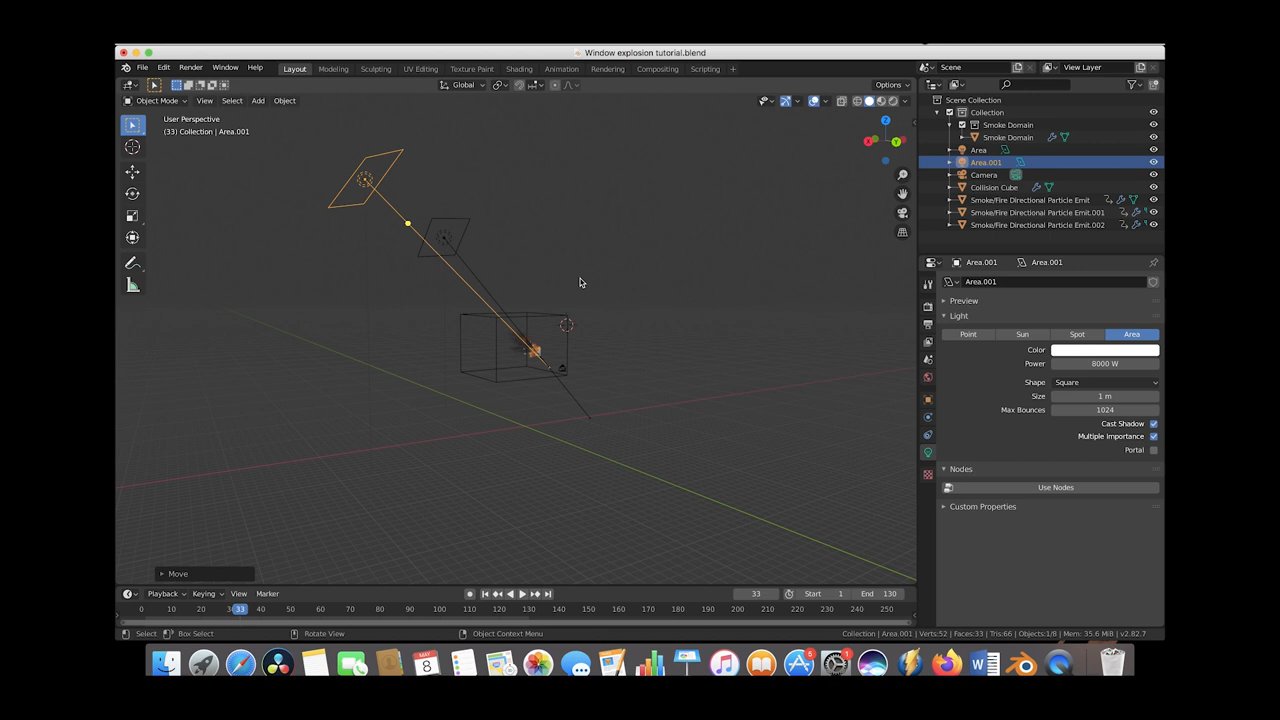 Window explosion tutorial.blend
File Edit Render Window Help Layout Modeling Sculpting UV Editing Texture Paint Shading Animation Rendering Compositing Scripting + Scene View Layer
Global Options
Object Mode View Select Add Object
User Perspective
(33) Collection | Area.001
Z
X
Y
Scene Collection
Collection
Smoke Domain
Smoke Domain
Area
Area.001
Camera
Collision Cube
Smoke/Fire Directional Particle Emit
Smoke/Fire Directional Particle Emit.001
Smoke/Fire Directional Particle Emit.002
Area.001 Area.001
Area.001
Preview
Light
Point Sun Spot Area
Color
Power 8000 W
Shape Square
Size 1 m
Max Bounces 1024
Cast Shadow
Multiple Importance
Portal
Nodes
Use Nodes
Custom Properties
Move
Playback Keying View Marker 33 Start 1 End 130
0 10 20 33 40 50 60 70 80 90 100 110 120 130 140 150 160 170 180 190 200 210 220 230 240 250
Select Box Select Rotate View Object Context Menu Collection | Area.001 | Verts:52 | Faces:33 | Tris:66 | Objects:1/8 | Mem: 35.6 MiB | v2.82.7
MAY
8
5
1